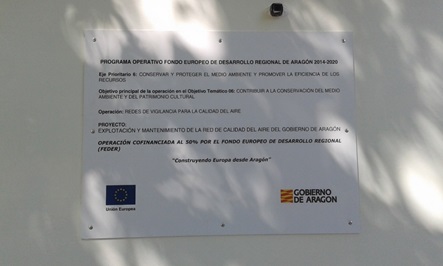 PROGRAMA OPERATIVO FONDO EUROPEO DE DESARROLLO REGIONAL DE ARAGÓN 2014-2020
Eje Prioritario 6: CONSERVAR Y PROTEGER EL MEDIO AMBIENTE Y PROMOVER LA EFICIENCIA DE LOS
RECURSOS
Objetivo principal de la operación en el Objetivo Temático 06: CONTRIBUIR A LA CONSERVACIÓN DEL MEDIO
AMBIENTE Y DEL PATRIMONIO CULTURAL
Operación: REDES DE VIGILANCIA PARA LA CALIDAD DEL AIRE.
PROYECTO:
EXPLOTACIÓN Y MANTENIMIENTO DE LA RED DE CALIDAD DEL AIRE DEL GOBIERNO DE ARAGÓN
OPERACIÓN COFINANCIADA AL 50% POR EL FONDO EUROPEO DE DESARROLLO REGIONAL
(FEDER)
"Construyendo Europa desde Aragón"
Unión Europea
GOBIERNO
DE ARAGON